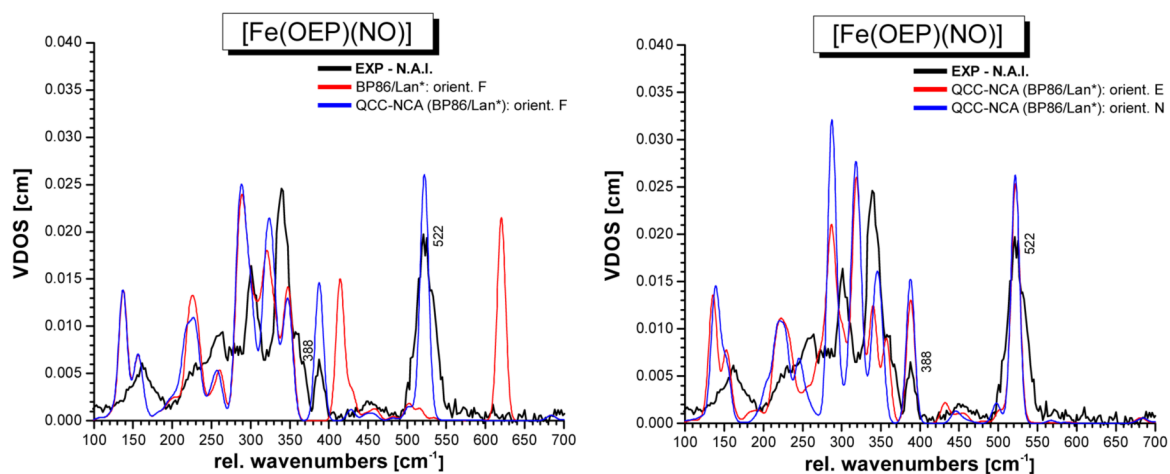 [Fe(OEP)(NO)]
EXP - N.A.I.
BP86/Lan*: orient. F
QCC-NCA (BP86/Lan*): orient. F
VDOS [cm]
0.040
0.035
0.030
0.025
0.020
0.015
0.010
0.005
0.000
388
522
100 150 200 250 300 350 400 450 500 550 600 650 700
rel. wavenumbers [cm⁻¹]
[Fe(OEP)(NO)]
EXP - N.A.I.
QCC-NCA (BP86/Lan*): orient. E
QCC-NCA (BP86/Lan*): orient. N
VDOS [cm]
0.040
0.035
0.030
0.025
0.020
0.015
0.010
0.005
0.000
388
522
100 150 200 250 300 350 400 450 500 550 600 650 700
rel. wavenumbers [cm⁻¹]